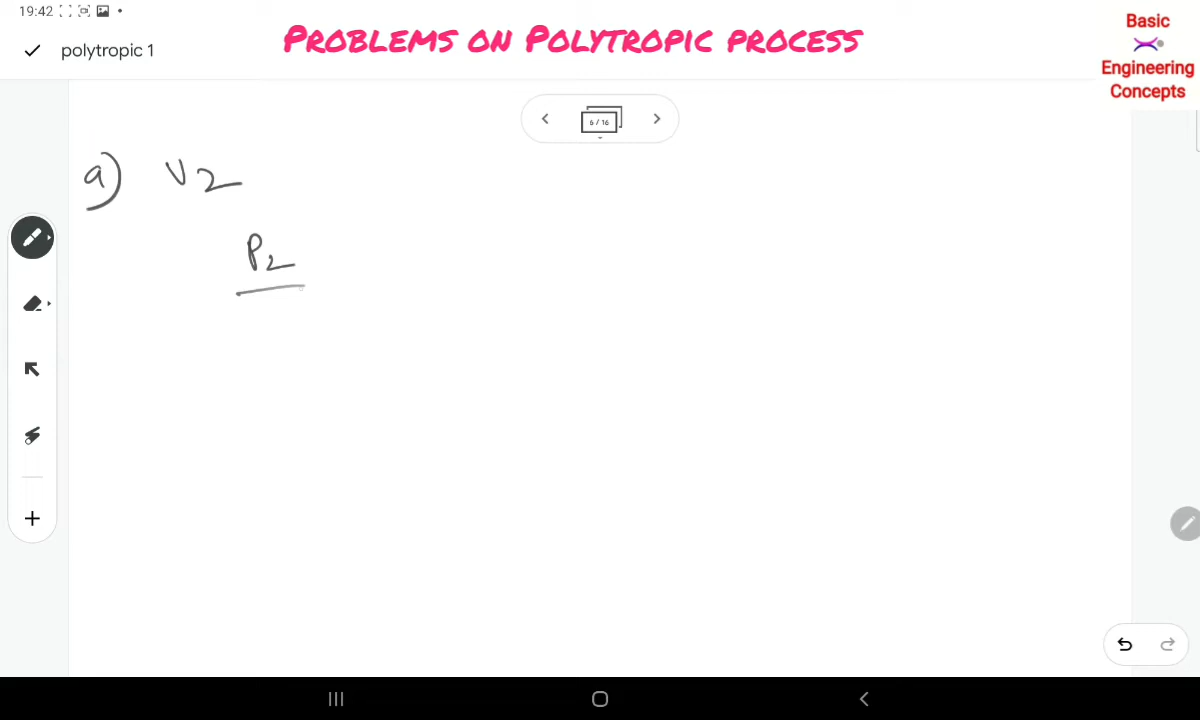 19:42
PROBLEMS ON POLYTROPIC PROCESS
polytropic 1
Basic
Engineering
Concepts
6 / 16
a) V2
P2